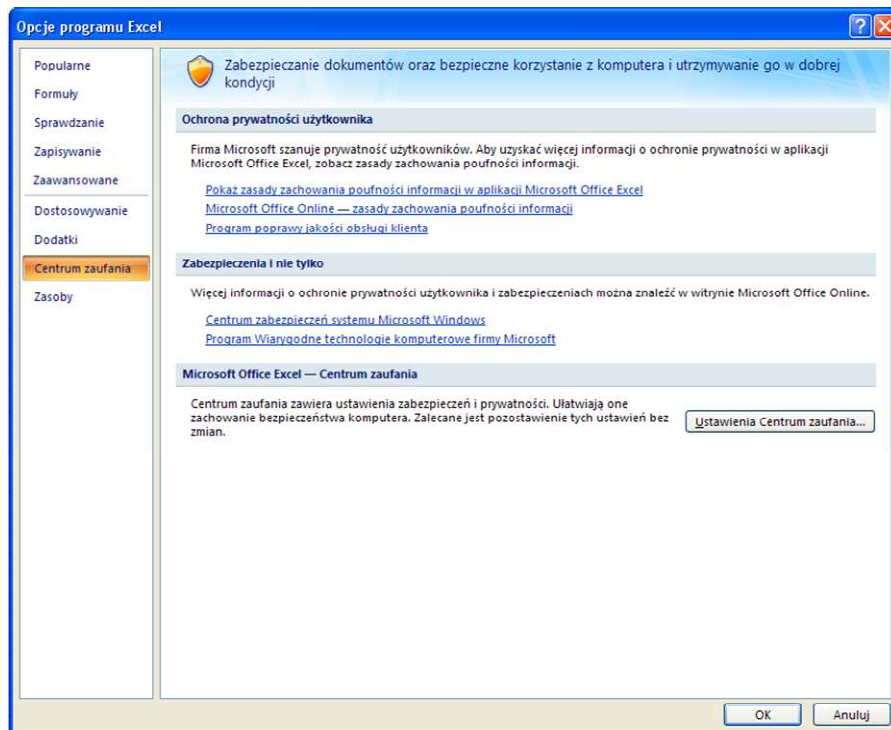 Opcje programu Excel
Popularne
Formuły
Sprawdzanie
Zapisywanie
Zaawansowane
Dostosowywanie
Dodatki
Centrum zaufania
Zasoby
Zabezpieczanie dokumentów oraz bezpieczne korzystanie z komputera i utrzymywanie go w dobrej
kondycji
Ochrona prywatności użytkownika
Firma Microsoft szanuje prywatność użytkowników. Aby uzyskać więcej informacji o ochronie prywatności w aplikacji
Microsoft Office Excel, zobacz zasady zachowania poufności informacji.
Pokaż zasady zachowania poufności informacji w aplikacji Microsoft Office Excel
Microsoft Office Online — zasady zachowania poufności informacji
Program poprawy jakości obsługi klienta
Zabezpieczenia i nie tylko
Więcej informacji o ochronie prywatności użytkownika i zabezpieczeniach można znaleźć w witrynie Microsoft Office Online.
Centrum zabezpieczeń systemu Microsoft Windows
Program Wiarygodne technologie komputerowe firmy Microsoft
Microsoft Office Excel — Centrum zaufania
Centrum zaufania zawiera ustawienia zabezpieczeń i prywatności. Ułatwiają one
zachowanie bezpieczeństwa komputera. Zalecane jest pozostawienie tych ustawień bez
zmian.
Ustawienia Centrum zaufania...
OK
Anuluj